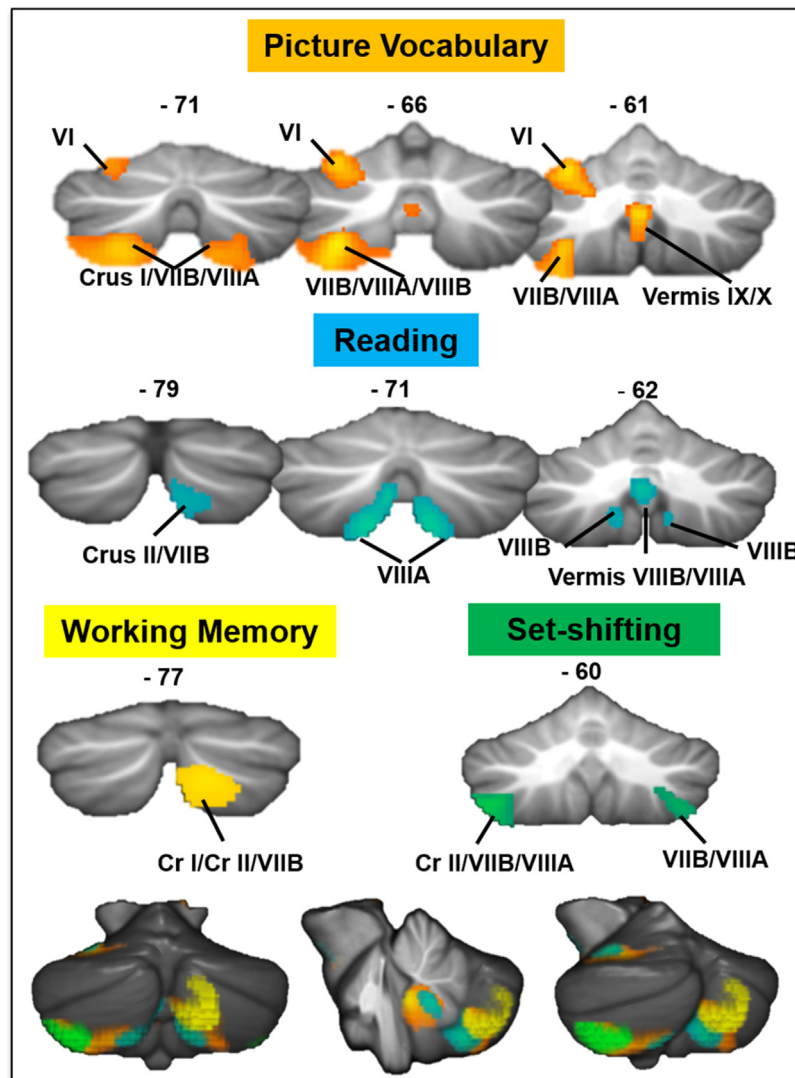 Picture Vocabulary
- 71
- 66
- 61
VI
VI
VI
Crus I/VIIB/VIIIA
VIIB/VIIIA/VIIIB
VIIB/VIIIA
Vermis IX/X
Reading
- 79
- 71
- 62
Crus II/VIIB
VIIIA
VIIIB
Vermis VIIIB/VIIIA
VIIIB
Working Memory
Set-shifting
- 77
- 60
Cr I/Cr II/VIIB
Cr II/VIIB/VIIIA
VIIB/VIIIA